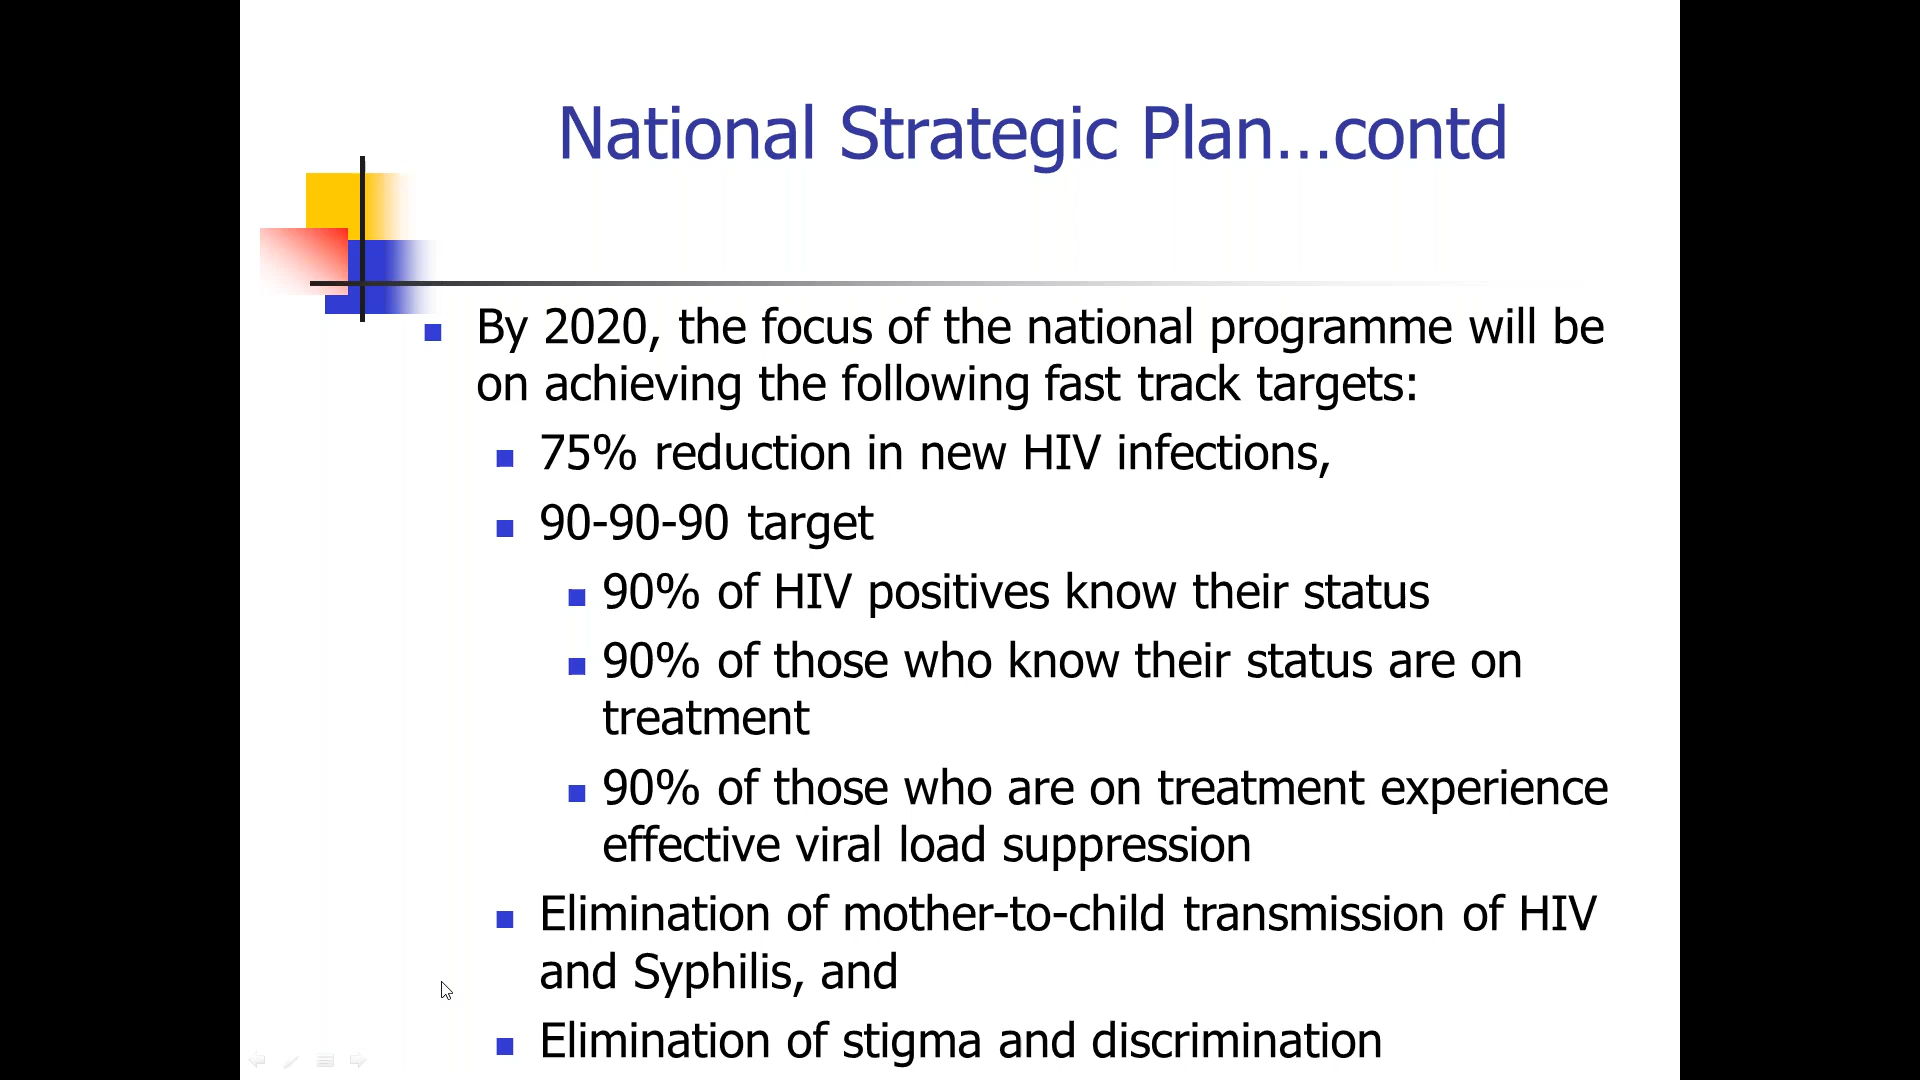 National Strategic Plan...contd
By 2020, the focus of the national programme will be
on achieving the following fast track targets:
75% reduction in new HIV infections,
90-90-90 target
90% of HIV positives know their status
90% of those who know their status are on
treatment
90% of those who are on treatment experience
effective viral load suppression
Elimination of mother-to-child transmission of HIV
and Syphilis, and
Elimination of stigma and discrimination